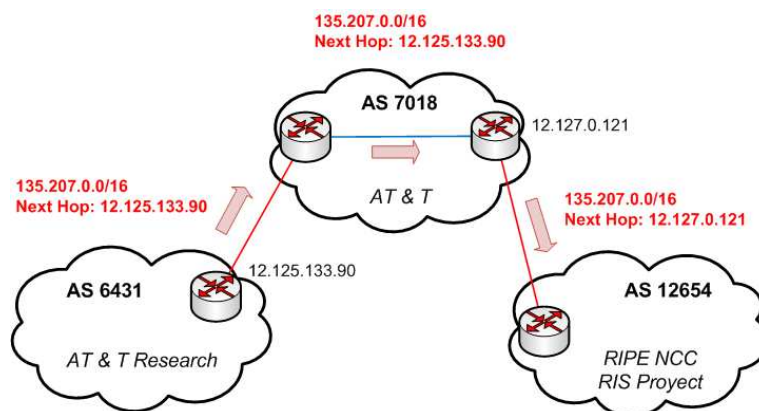 135.207.0.0/16
Next Hop: 12.125.133.90
AS 7018
12.127.0.121
AT & T
135.207.0.0/16
Next Hop: 12.125.133.90
135.207.0.0/16
Next Hop: 12.127.0.121
12.125.133.90
AS 6431
AT & T Research
AS 12654
RIPE NCC
RIS Proyect